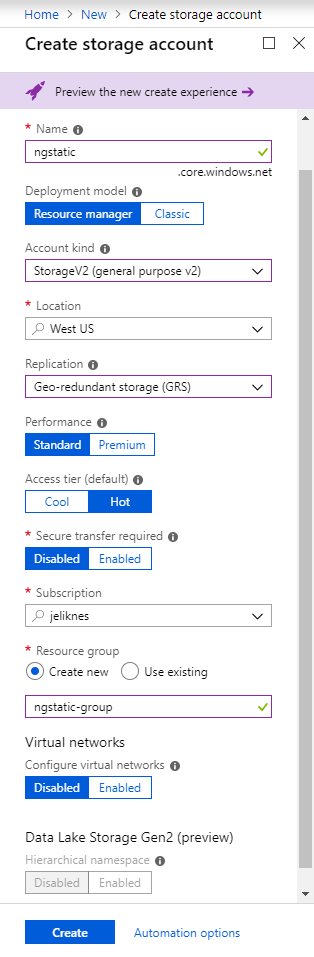 Home > New > Create storage account
Create storage account
Preview the new create experience →
* Name
ngstatic
.core.windows.net
Deployment model
Resource manager Classic
Account kind
StorageV2 (general purpose v2)
* Location
West US
Replication
Geo-redundant storage (GRS)
Performance
Standard Premium
Access tier (default)
Cool Hot
* Secure transfer required
Disabled Enabled
* Subscription
jeliknes
* Resource group
Create new Use existing
ngstatic-group
Virtual networks
Configure virtual networks
Disabled Enabled
Data Lake Storage Gen2 (preview)
Hierarchical namespace
Disabled Enabled
Create Automation options